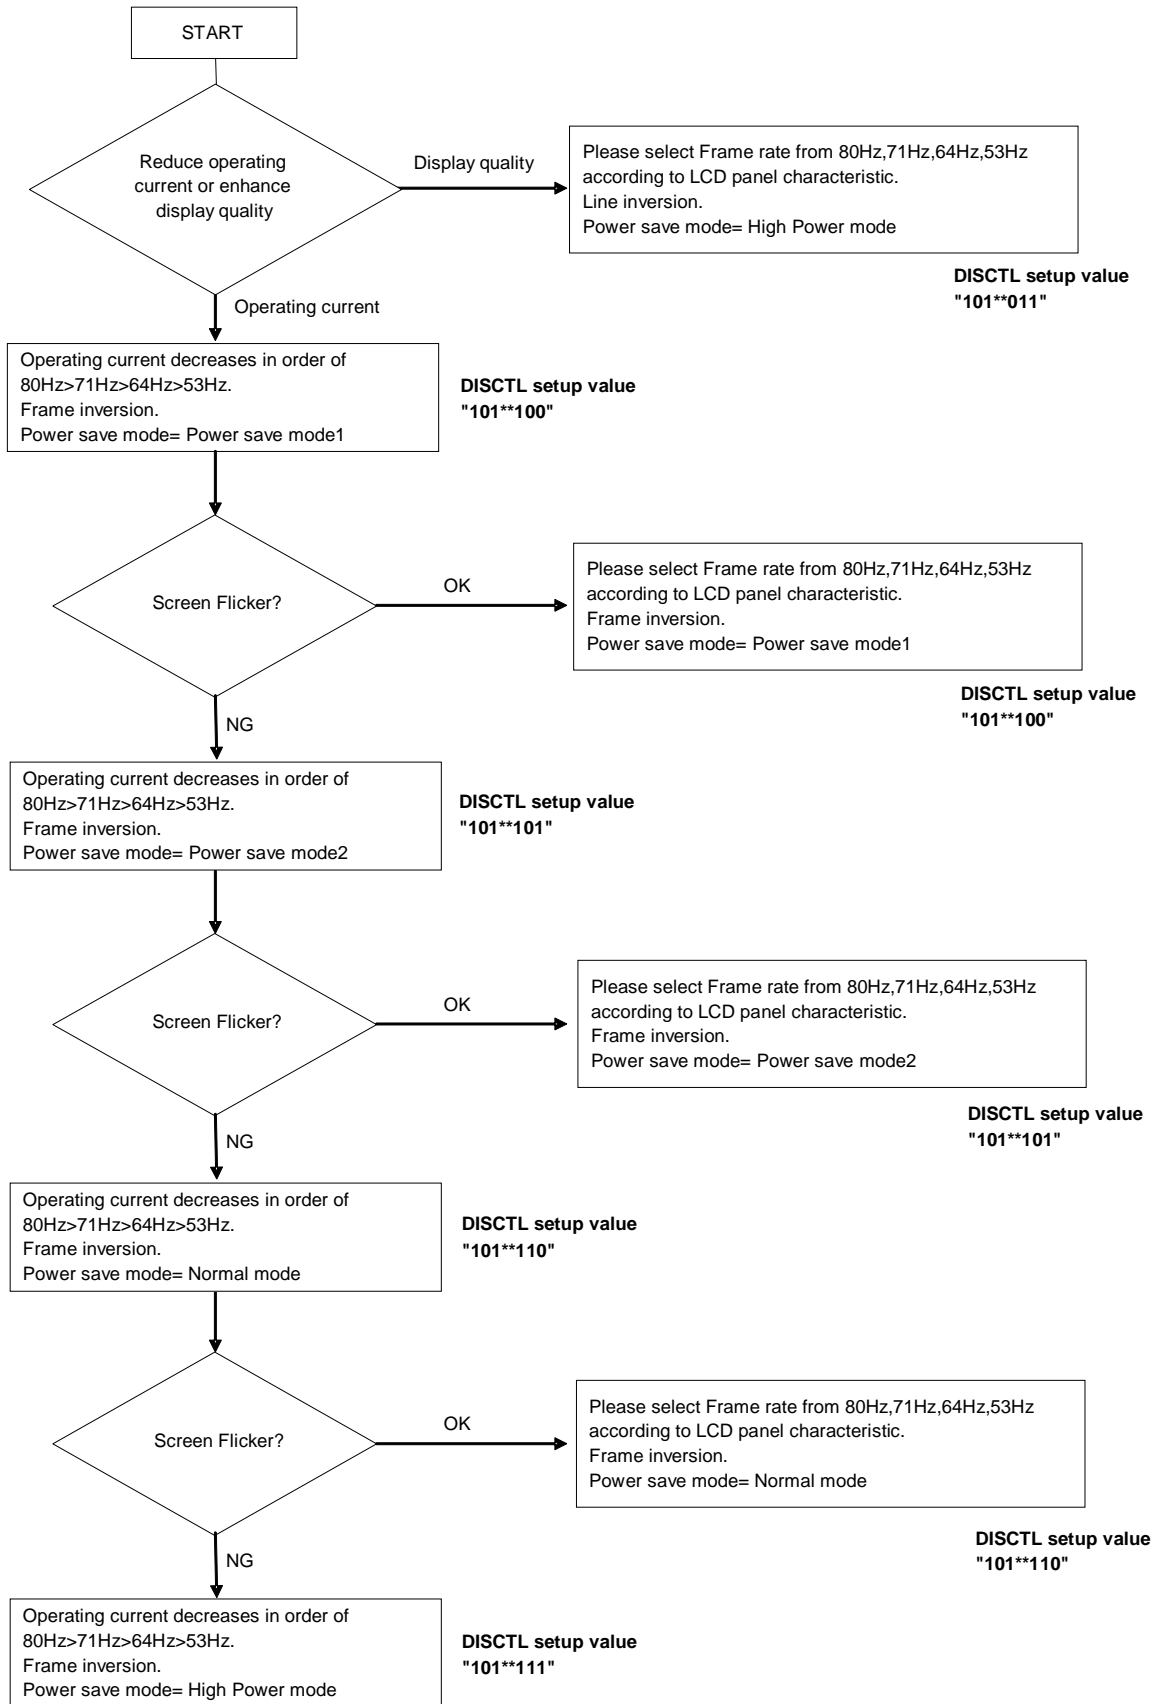 START
Reduce operating
current or enhance
display quality
Display quality
Please select Frame rate from 80Hz,71Hz,64Hz,53Hz
according to LCD panel characteristic.
Line inversion.
Power save mode= High Power mode
DISCTL setup value
"101**011"
Operating current
Operating current decreases in order of
80Hz>71Hz>64Hz>53Hz.
Frame inversion.
Power save mode= Power save mode1
DISCTL setup value
"101**100"
Screen Flicker?
OK
Please select Frame rate from 80Hz,71Hz,64Hz,53Hz
according to LCD panel characteristic.
Frame inversion.
Power save mode= Power save mode1
DISCTL setup value
"101**100"
NG
Operating current decreases in order of
80Hz>71Hz>64Hz>53Hz.
Frame inversion.
Power save mode= Power save mode2
DISCTL setup value
"101**101"
Screen Flicker?
OK
Please select Frame rate from 80Hz,71Hz,64Hz,53Hz
according to LCD panel characteristic.
Frame inversion.
Power save mode= Power save mode2
DISCTL setup value
"101**101"
NG
Operating current decreases in order of
80Hz>71Hz>64Hz>53Hz.
Frame inversion.
Power save mode= Normal mode
DISCTL setup value
"101**110"
Screen Flicker?
OK
Please select Frame rate from 80Hz,71Hz,64Hz,53Hz
according to LCD panel characteristic.
Frame inversion.
Power save mode= Normal mode
DISCTL setup value
"101**110"
NG
Operating current decreases in order of
80Hz>71Hz>64Hz>53Hz.
Frame inversion.
Power save mode= High Power mode
DISCTL setup value
"101**111"